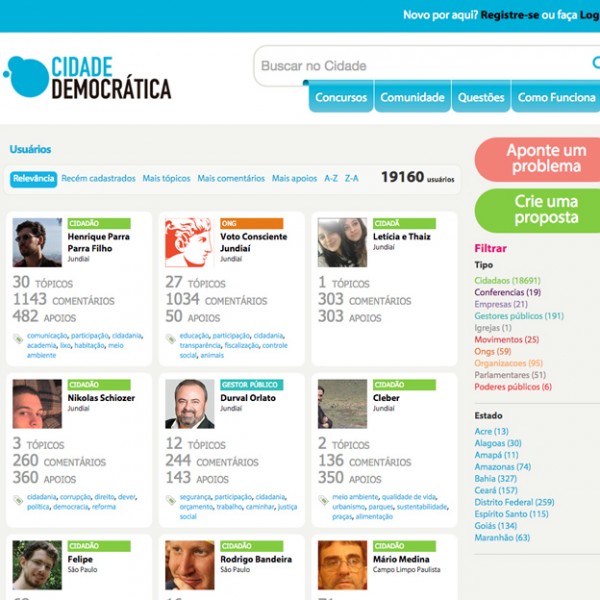 Novo por aqui? Registre-se ou faça Log
CIDADE
DEMOCRÁTICA
Buscar no Cidade
Concursos Comunidade Questões Como Funciona
Usuários
Relevância Recém cadastrados Mais tópicos Mais comentários Mais apoios A-Z Z-A 19160 usuários
Aponte um
problema
Crie uma
proposta
CIDADÃO
Henrique Parra
Parra Filho
Jundiaí
30 TÓPICOS
1143 COMENTÁRIOS
482 APOIOS
comunicação, participação, cidadania,
academia, lixo, habitação, meio
ambiente
ONG
Voto Consciente
Jundiaí
Jundiaí
27 TÓPICOS
1034 COMENTÁRIOS
50 APOIOS
educação, participação, cidadania,
transparência, fiscalização, controle
social, animais
CIDADÃ
Letícia e Thaiz
Jundiaí
1 TÓPICOS
303 COMENTÁRIOS
303 APOIOS
CIDADÃO
Nikolas Schiozer
Jundiaí
3 TÓPICOS
260 COMENTÁRIOS
360 APOIOS
cidadania, corrupção, direito, dever,
política, democracia, reforma
GESTOR PÚBLICO
Durval Orlato
Jundiaí
12 TÓPICOS
244 COMENTÁRIOS
143 APOIOS
segurança, participação, cidadania,
orçamento, trabalho, caminhar, justiça
social
CIDADÃO
Cleber
Jundiaí
2 TÓPICOS
136 COMENTÁRIOS
350 APOIOS
meio ambiente, qualidade de vida,
urbanismo, parques, sustentabilidade,
praças, alimentação
CIDADÃO
Felipe
São Paulo
CIDADÃO
Rodrigo Bandeira
São Paulo
CIDADÃO
Mário Medina
Campo Limpo Paulista
Filtrar
Tipo
Cidadaos (18691)
Conferencias (19)
Empresas (21)
Gestores públicos (191)
Igrejas (1)
Movimentos (25)
Ongs (59)
Organizacoes (95)
Parlamentares (51)
Poderes públicos (6)
Estado
Acre (13)
Alagoas (30)
Amapá (11)
Amazonas (74)
Bahia (327)
Ceará (157)
Distrito Federal (259)
Espírito Santo (115)
Goiás (134)
Maranhão (63)